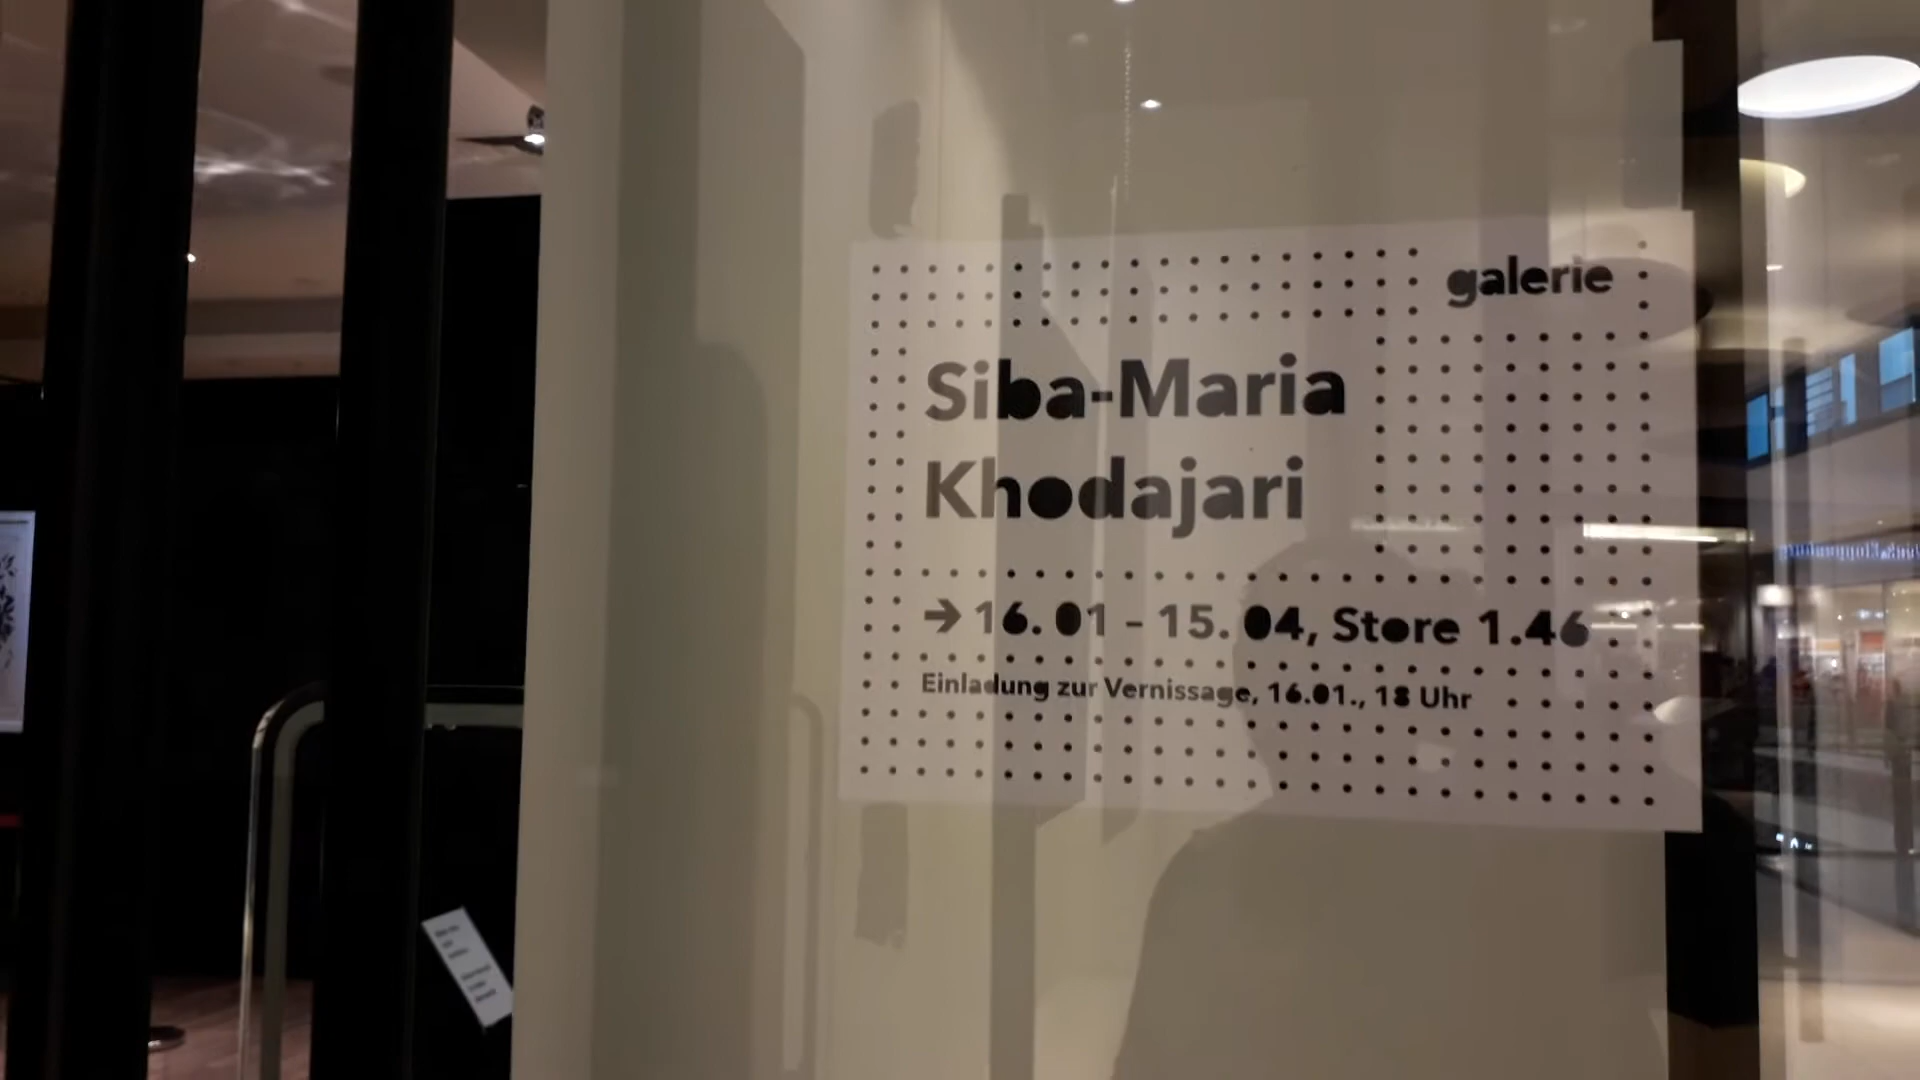 galerie
Siba-Maria
Khodajari
→ 16.01 – 15.04, Store 1.46
Einladung zur Vernissage, 16.01., 18 Uhr